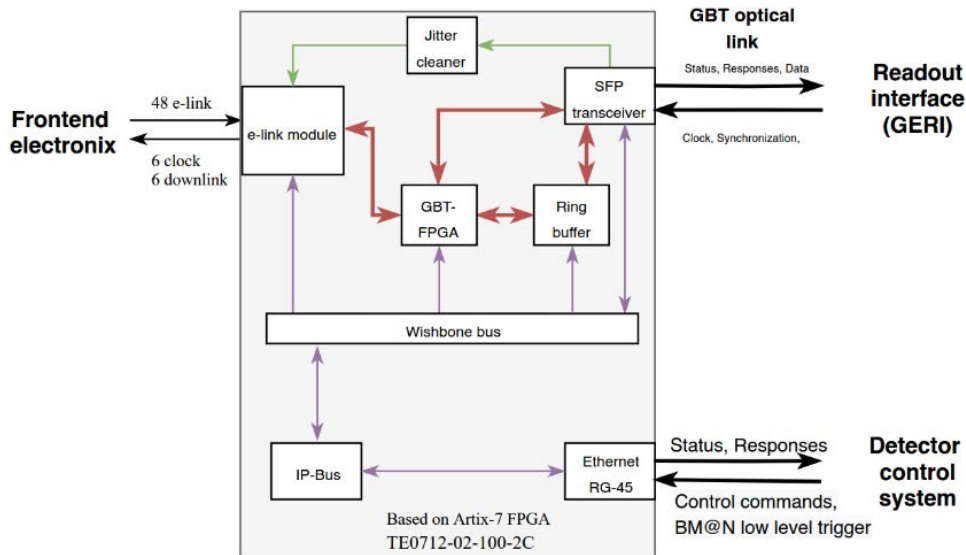 GBT optical
link
Status, Responses, Data
Clock, Synchronization,
Readout
interface
(GERI)
Jitter
cleaner
SFP
transceiver
Frontend
electronix
48 e-link
6 clock
6 downlink
e-link module
GBT-
FPGA
Ring
buffer
Wishbone bus
IP-Bus
Ethernet
RG-45
Status, Responses
Control commands,
BM@N low level trigger
Detector
control
system
Based on Artix-7 FPGA
TE0712-02-100-2C